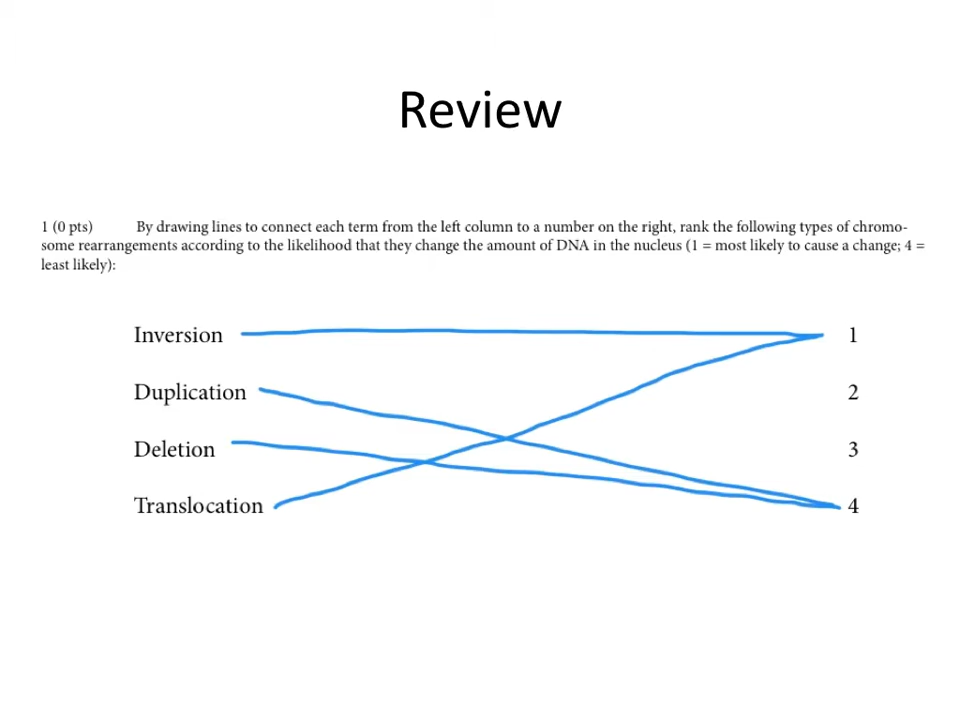 Review
1 (0 pts) By drawing lines to connect each term from the left column to a number on the right, rank the following types of chromo-
some rearrangements according to the likelihood that they change the amount of DNA in the nucleus (1 = most likely to cause a change; 4 =
least likely):
Inversion 1
Duplication 2
Deletion 3
Translocation 4